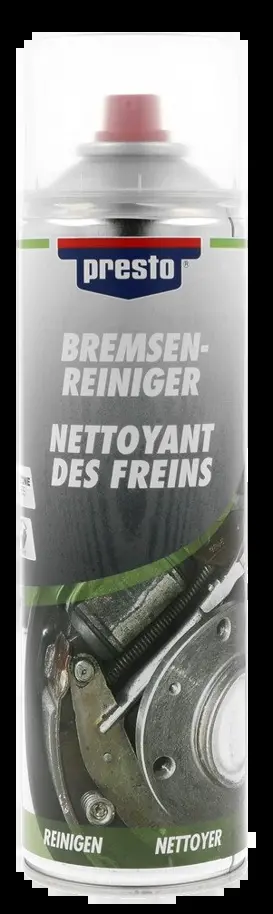 presto®
BREMSEN-
REINIGER
NETTOYANT
DES FREINS
REINIGEN NETTOYER